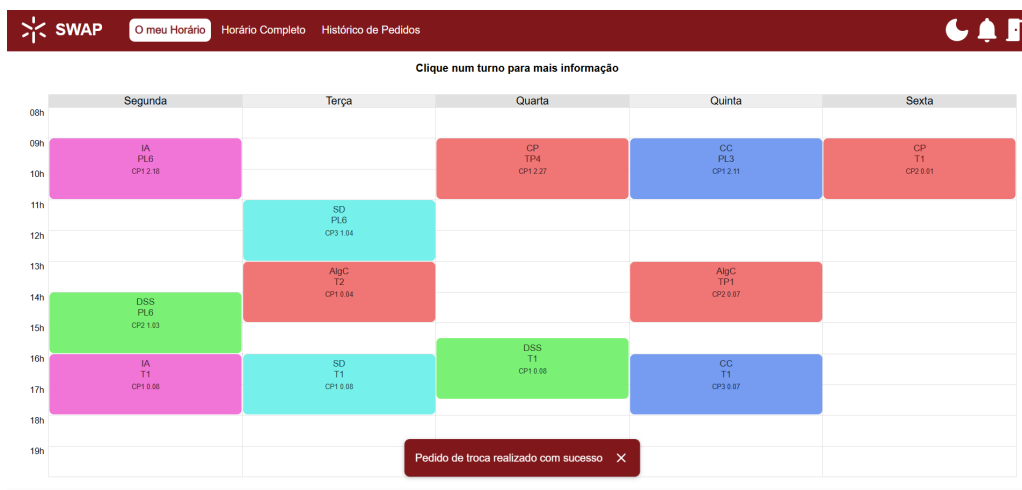 SWAP
O meu Horário
Horário Completo
Histórico de Pedidos
Clique num turno para mais informação
Segunda
Terça
Quarta
Quinta
Sexta
08h
09h
10h
11h
12h
13h
14h
15h
16h
17h
18h
19h
IA
PL6
CP1 2.18
DSS
PL6
CP2 1.03
IA
T1
CP1 0.08
SD
PL6
CP3 1.04
AlgC
T2
CP1 0.04
SD
T1
CP1 0.08
CP
TP4
CP1 2.27
DSS
T1
CP1 0.08
CC
PL3
CP1 2.11
AlgC
TP1
CP2 0.07
CC
T1
CP3 0.07
CP
T1
CP2 0.01
Pedido de troca realizado com sucesso